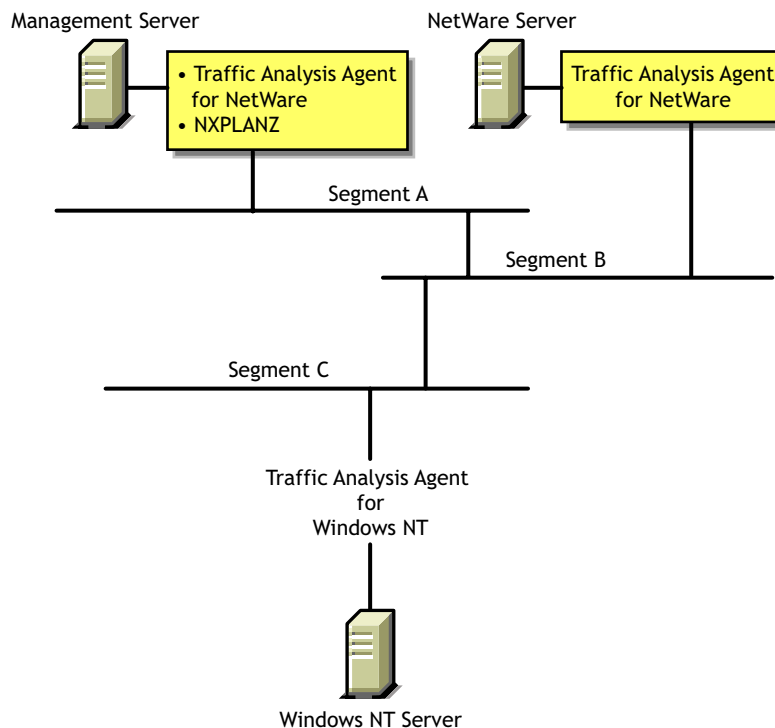 Management Server
NetWare Server
• Traffic Analysis Agent
for NetWare
• NXPLANZ
Traffic Analysis Agent
for NetWare
Segment A
Segment B
Segment C
Traffic Analysis Agent
for
Windows NT
Windows NT Server